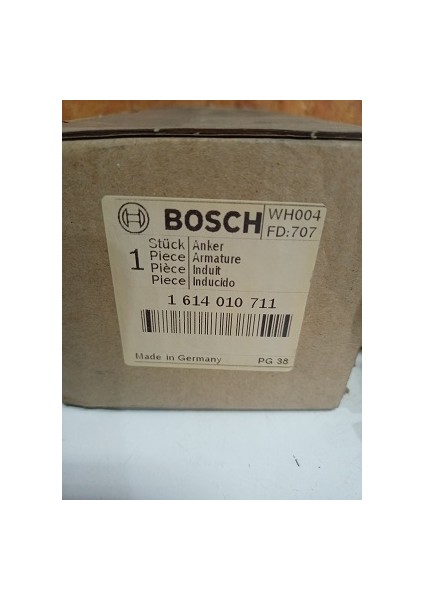 BOSCH
WH004
FD:707
1
Stück Anker
Piece Armature
Pièce Induit
Piece Inducido
1 614 010 711
Made in Germany PG 38